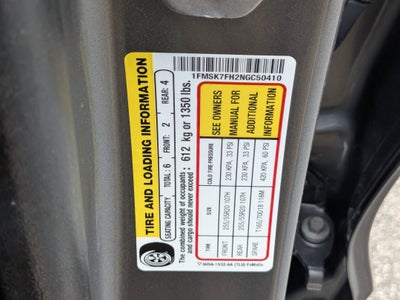 1FMSK7FH2NGC50410
TIRE AND LOADING INFORMATION
SEATING CAPACITY TOTAL: 6 FRONT: 2 REAR: 4
The combined weight of occupants
and cargo should never exceed: 612 kg or 1350 lbs.
TIRE SIZE COLD TIRE PRESSURE
FRONT 255/55R20 107H 230 KPA, 33 PSI
REAR 255/55R20 107H 230 KPA, 33 PSI
SPARE T165/70D18 116M 420 KPA, 60 PSI
SEE OWNERS
MANUAL FOR
ADDITIONAL
INFORMATION